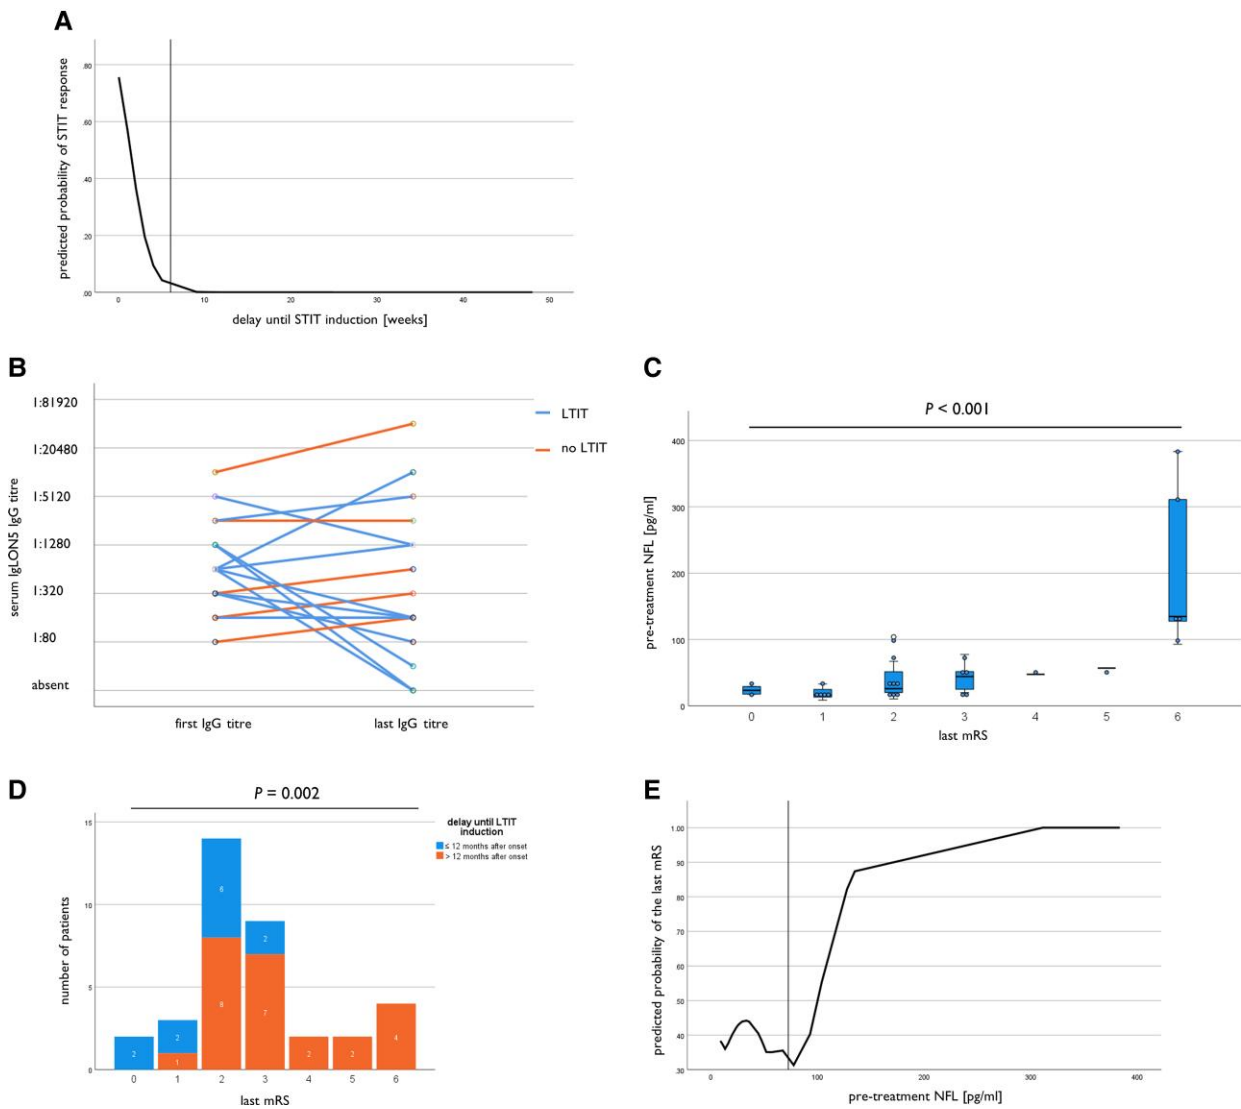 A
predicted probability of STIT response
.80
.60
.40
.20
.00
0 10 20 30 40 50
delay until STIT induction [weeks]
B
serum IgLON5 IgG titre
1:81920
1:20480
1:5120
1:1280
1:320
1:80
absent
first IgG titre last IgG titre
LTIT
no LTIT
C
P < 0.001
pre-treatment NFL [pg/ml]
400
300
200
100
0
0 1 2 3 4 5 6
last mRS
D
P = 0.002
number of patients
15
10
5
0
2 2 1 6 8 2 7 2 2 4
0 1 2 3 4 5 6
last mRS
delay until LTIT
induction
≤ 12 months after onset
> 12 months after onset
E
predicted probability of the last mRS
1.00
.90
.80
.70
.60
.50
.40
.30
0 100 200 300 400
pre-treatment NFL [pg/ml]